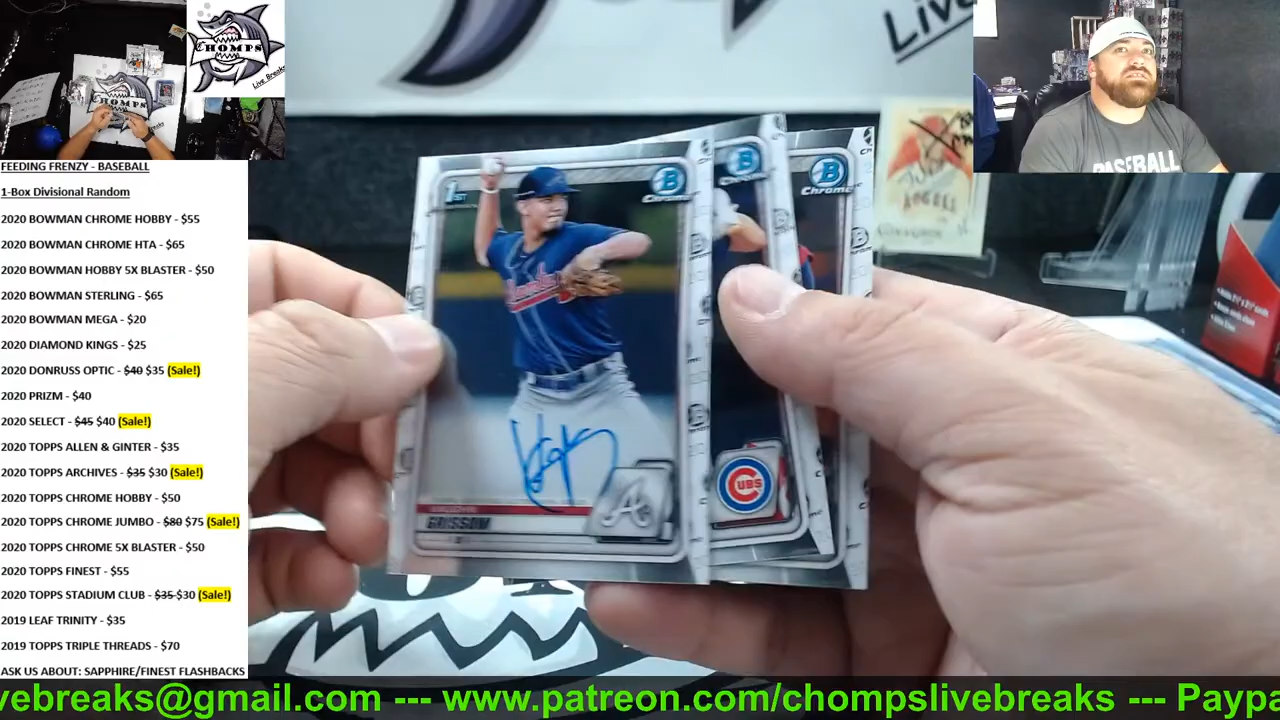 CHOMPS
Live Breaks
CHOMPS
Live
FEEDING FRENZY - BASEBALL
1-Box Divisional Random
2020 BOWMAN CHROME HOBBY - $55
2020 BOWMAN CHROME HTA - $65
2020 BOWMAN HOBBY 5X BLASTER - $50
2020 BOWMAN STERLING - $65
2020 BOWMAN MEGA - $20
2020 DIAMOND KINGS - $25
2020 DONRUSS OPTIC - $40 $35 (Sale!)
2020 PRIZM - $40
2020 SELECT - $45 $40 (Sale!)
2020 TOPPS ALLEN & GINTER - $35
2020 TOPPS ARCHIVES - $35 $30 (Sale!)
2020 TOPPS CHROME HOBBY - $50
2020 TOPPS CHROME JUMBO - $80 $75 (Sale!)
2020 TOPPS CHROME 5X BLASTER - $50
2020 TOPPS FINEST - $55
2020 TOPPS STADIUM CLUB - $35 $30 (Sale!)
2019 LEAF TRINITY - $35
2019 TOPPS TRIPLE THREADS - $70
ASK US ABOUT: SAPPHIRE/FINEST FLASHBACKS
1ST
B
Chrome
B
Chrome
B
Chrome
GRISSOM
A
CUBS
BASEBALL
vebreaks@gmail.com --- www.patreon.com/chompslivebreaks --- Paypa